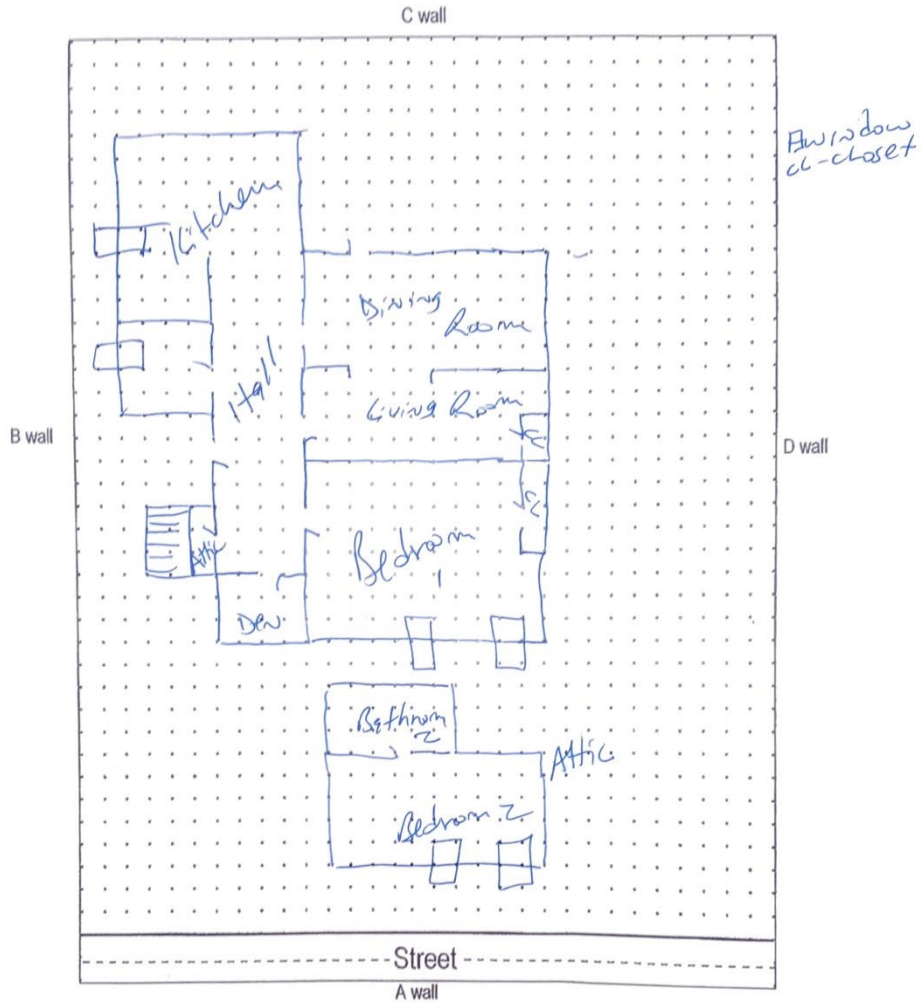 C wall
window
cl-closet
Kitchen
Dining
Room
Hall
Living Room
B wall
D wall
CL
CL
Attic
Bedroom
1
Den
Bathroom
2
Attic
Bedroom 2
Street
A wall